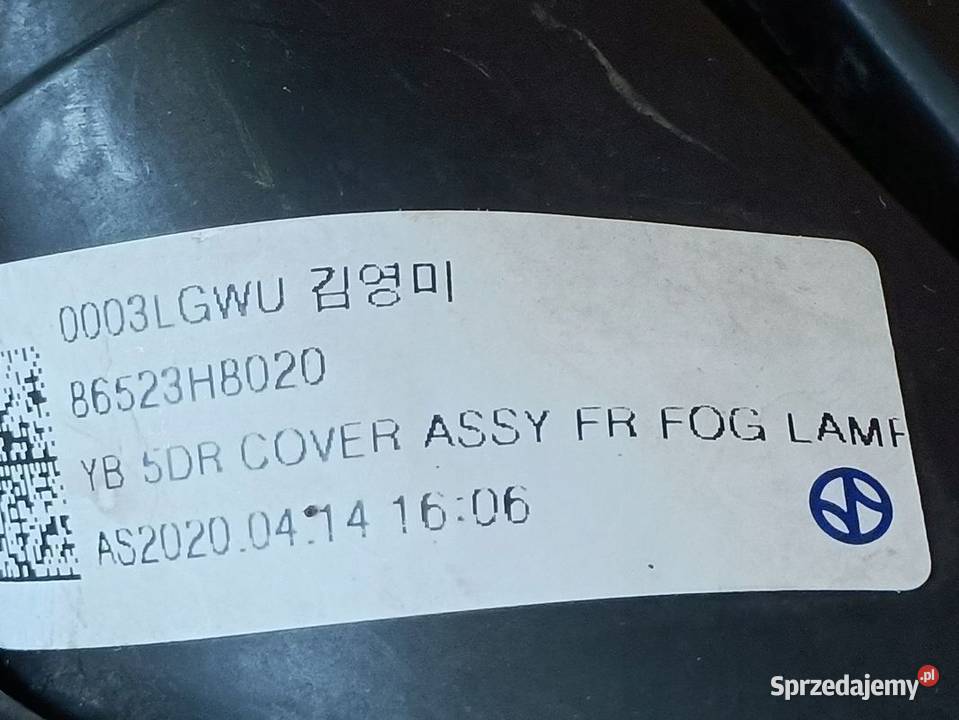 0003LGWU 김영미
86523H8020
YB 5DR COVER ASSY FR FOG LAMP
AS2020.04.14 16:06
Sprzedajemy.pl